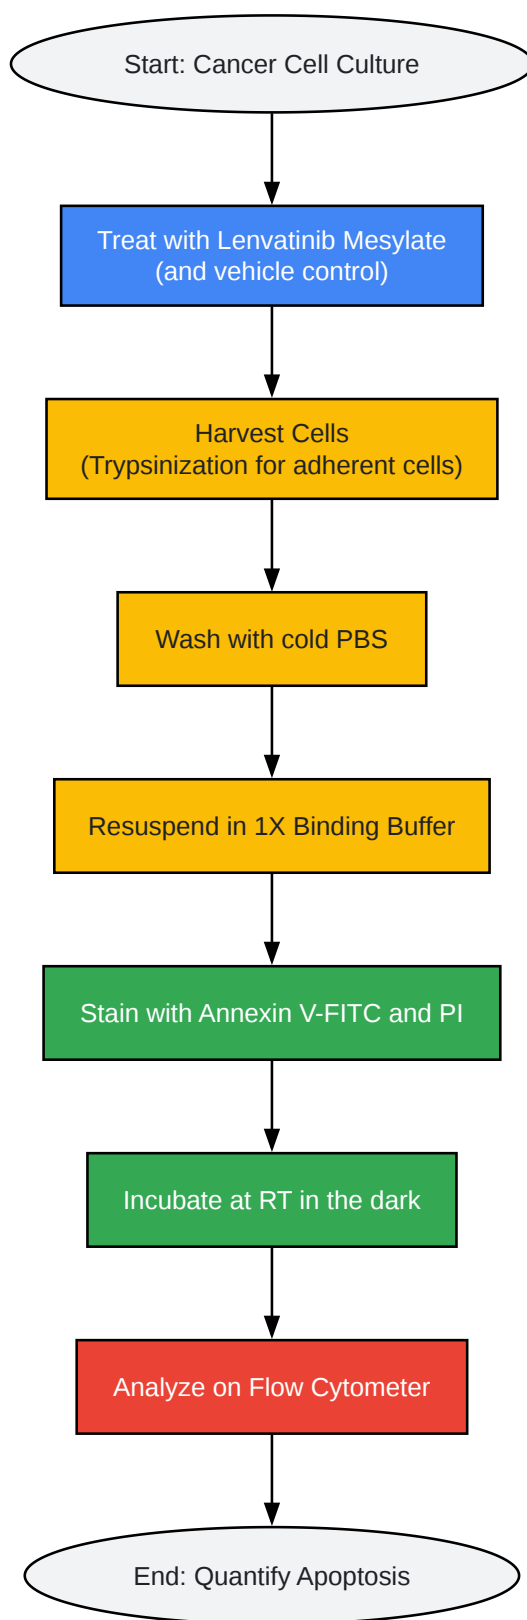 Start: Cancer Cell Culture
Treat with Lenvatinib Mesylate
(and vehicle control)
Harvest Cells
(Trypsinization for adherent cells)
Wash with cold PBS
Resuspend in 1X Binding Buffer
Stain with Annexin V-FITC and PI
Incubate at RT in the dark
Analyze on Flow Cytometer
End: Quantify Apoptosis